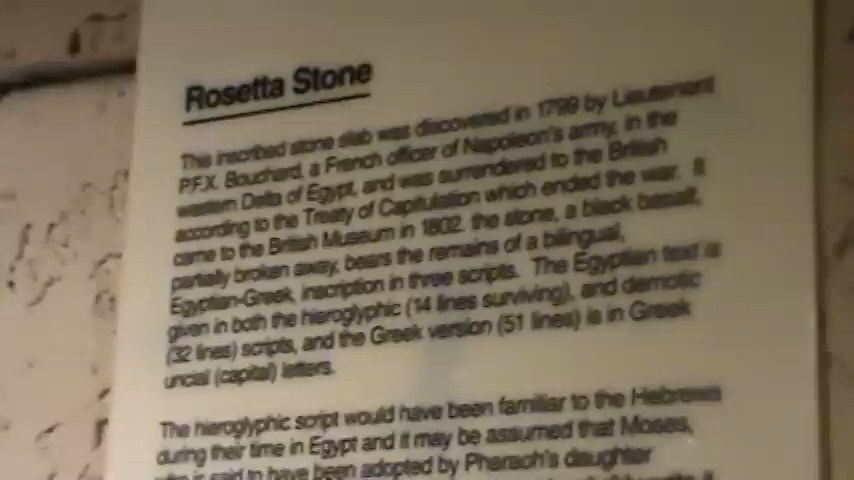 Rosetta Stone
This inscribed stone slab was discovered in 1799 by Lieutenant
P.F.X. Bouchard, a French officer of Napoleon's army, in the
western Delta of Egypt, and was surrendered to the British
according to the Treaty of Capitulation which ended the war. It
came to the British Museum in 1802. the stone, a black basalt,
partially broken away, bears the remains of a bilingual,
Egyptian-Greek, inscription in three scripts. The Egyptian text is
given in both the hieroglyphic (14 lines surviving), and demotic
(32 lines) scripts, and the Greek version (51 lines) is in Greek
uncial (capital) letters.
The hieroglyphic script would have been familiar to the Hebrews
during their time in Egypt and it may be assumed that Moses,
who is said to have been adopted by Pharaoh's daughter